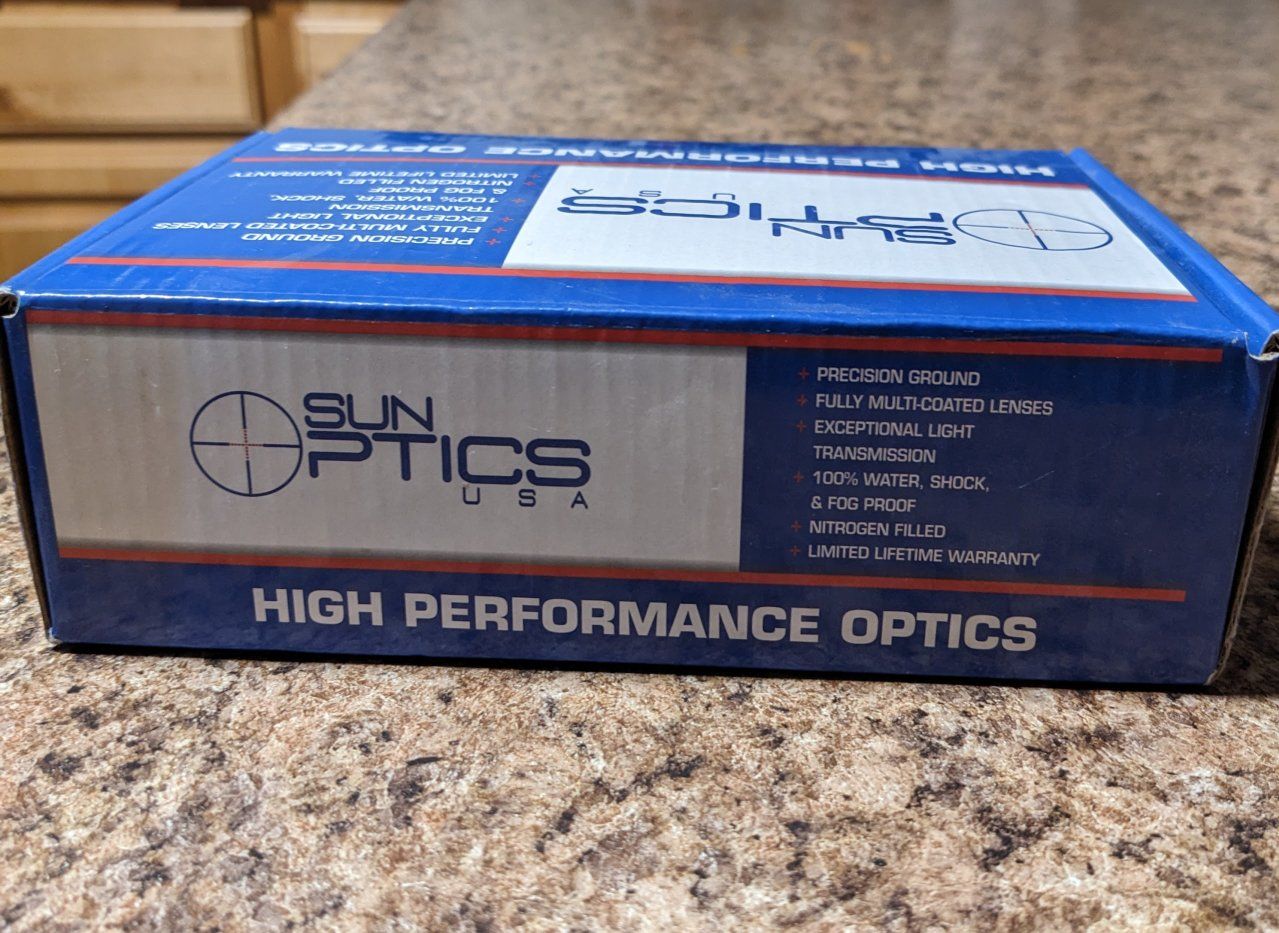 HIGH PERFORMANCE OPTICS
SUN
OPTICS
USA
+ PRECISION GROUND
+ FULLY MULTI-COATED LENSES
+ EXCEPTIONAL LIGHT
TRANSMISSION
+ 100% WATER, SHOCK,
& FOG PROOF
+ NITROGEN FILLED
+ LIMITED LIFETIME WARRANTY
SUN
OPTICS
USA
+ PRECISION GROUND
+ FULLY MULTI-COATED LENSES
+ EXCEPTIONAL LIGHT
TRANSMISSION
+ 100% WATER, SHOCK,
& FOG PROOF
+ NITROGEN FILLED
+ LIMITED LIFETIME WARRANTY
HIGH PERFORMANCE OPTICS